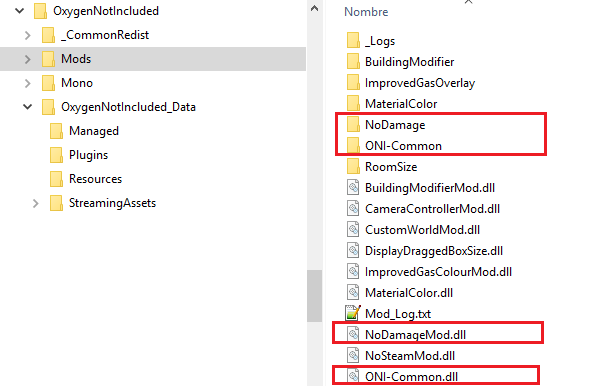 OxygenNotIncluded
_CommonRedist
Mods
Mono
OxygenNotIncluded_Data
Managed
Plugins
Resources
StreamingAssets
Nombre
_Logs
BuildingModifier
ImprovedGasOverlay
MaterialColor
NoDamage
ONI-Common
RoomSize
BuildingModifierMod.dll
CameraControllerMod.dll
CustomWorldMod.dll
DisplayDraggedBoxSize.dll
ImprovedGasColourMod.dll
MaterialColor.dll
Mod_Log.txt
NoDamageMod.dll
NoSteamMod.dll
ONI-Common.dll